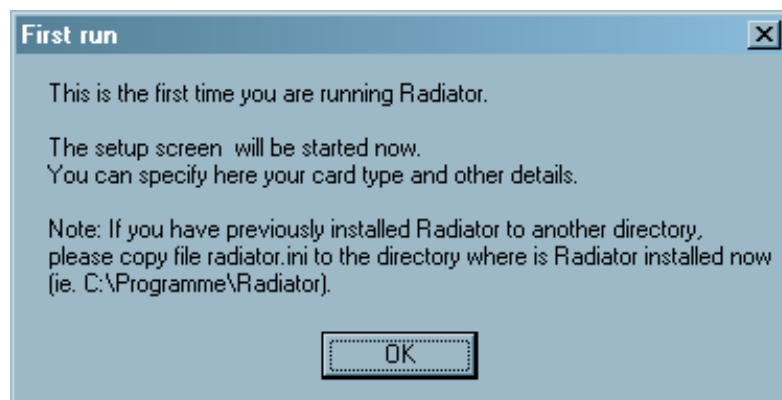 First run
This is the first time you are running Radiator.
The setup screen  will be started now.
You can specify here your card type and other details.
Note: If you have previously installed Radiator to another directory,
please copy file radiator.ini to the directory where is Radiator installed now
(ie. C:\Programme\Radiator).
OK